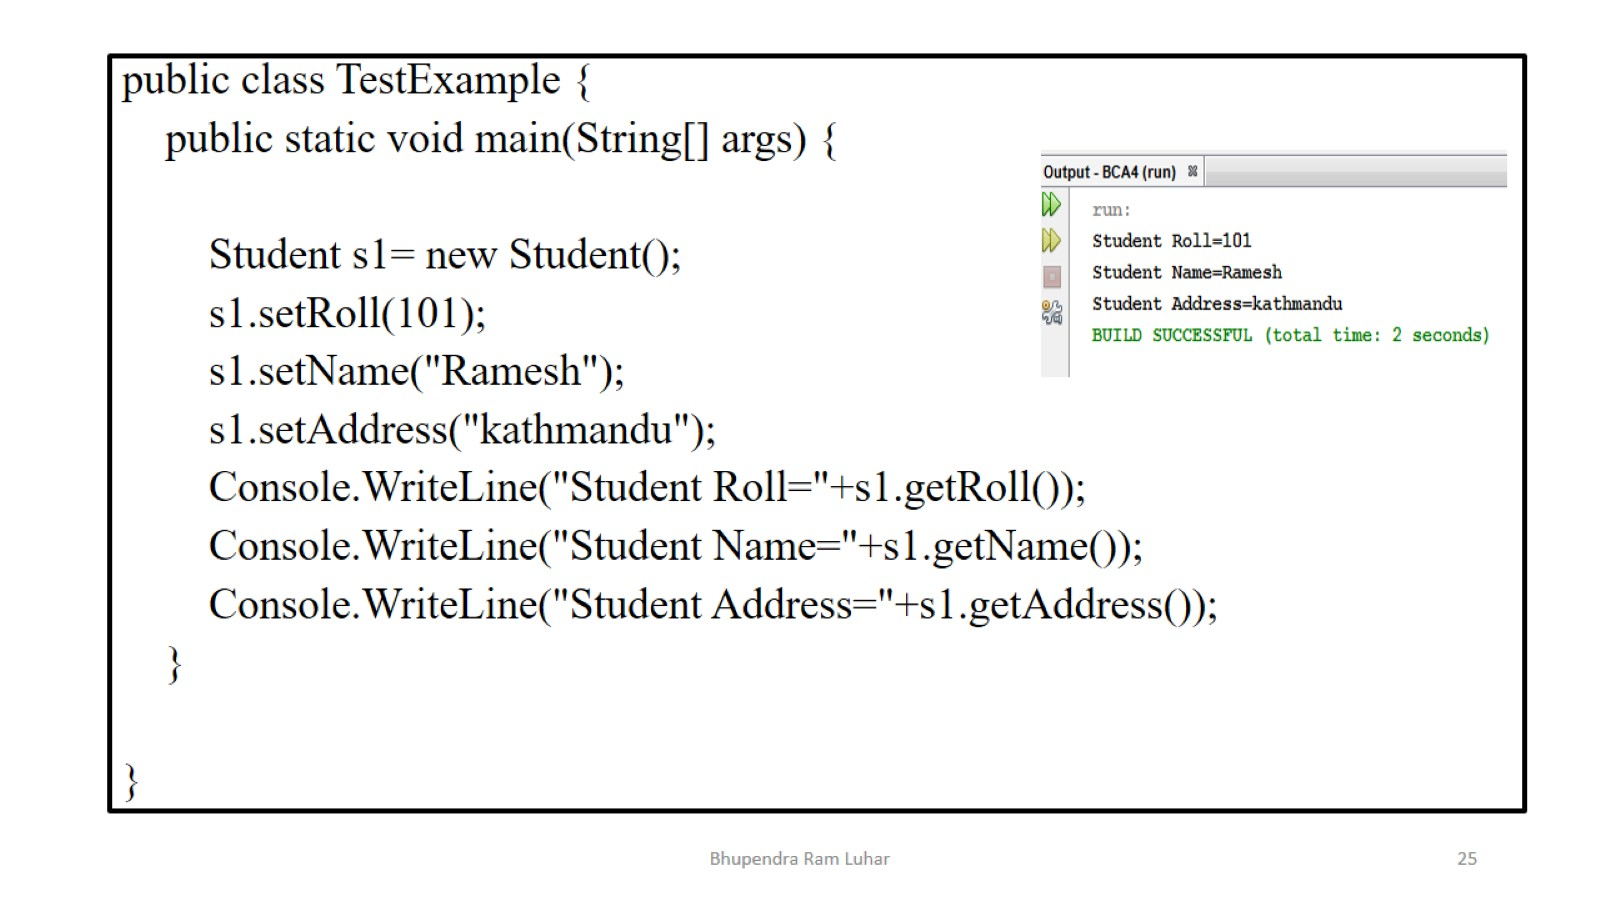 public class TestExample {
public static void main(String[] args) {
Student s1= new Student();
s1.setRoll(101);
s1.setName("Ramesh");
s1.setAddress("kathmandu");
Console.WriteLine("Student Roll="+s1.getRoll());
Console.WriteLine("Student Name="+s1.getName());
Console.WriteLine("Student Address="+s1.getAddress());
}
}
Output - BCA4 (run)
run:
Student Roll=101
Student Name=Ramesh
Student Address=kathmandu
BUILD SUCCESSFUL (total time: 2 seconds)
Bhupendra Ram Luhar
25